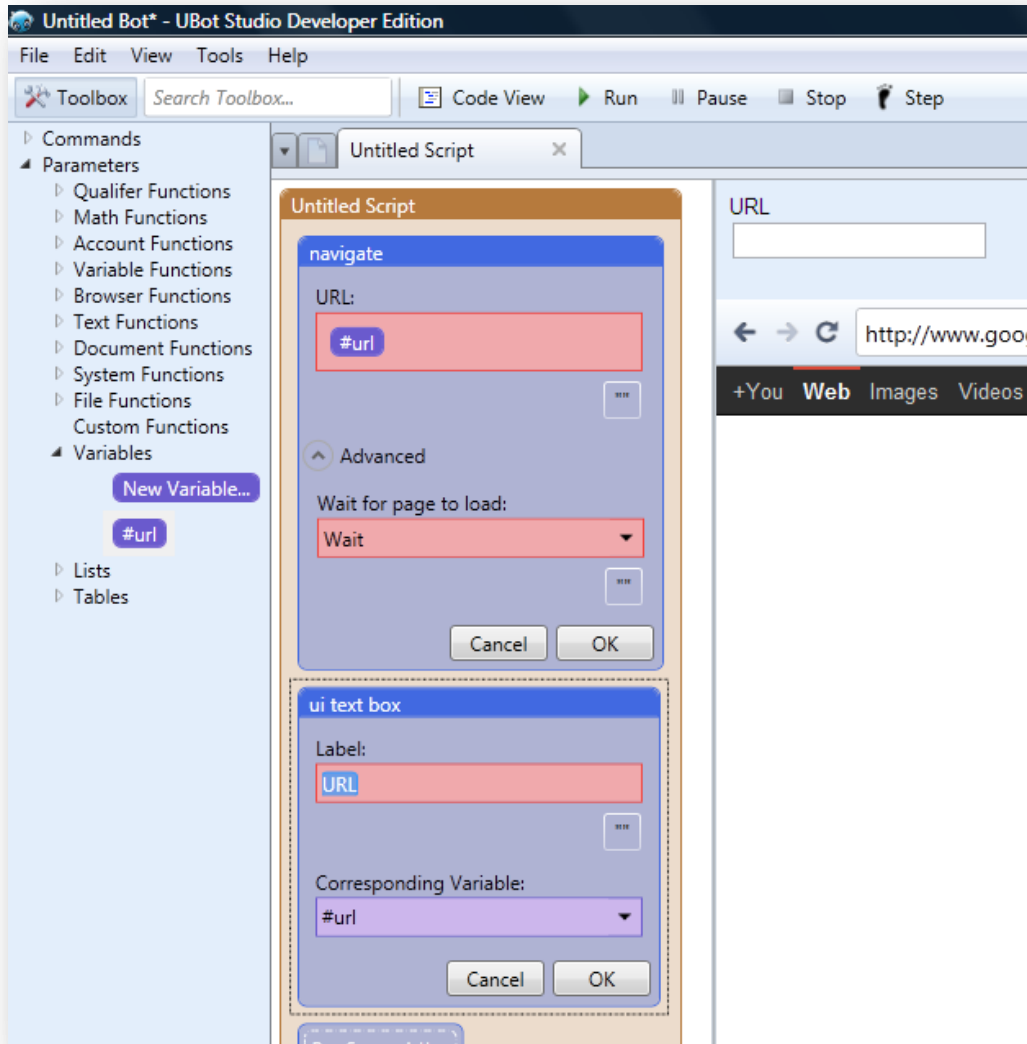 Untitled Bot* - UBot Studio Developer Edition
File Edit View Tools Help
Toolbox Search Toolbox... Code View Run Pause Stop Step
Commands
Parameters
Qualifer Functions
Math Functions
Account Functions
Variable Functions
Browser Functions
Text Functions
Document Functions
System Functions
File Functions
Custom Functions
Variables
New Variable...
#url
Lists
Tables
Untitled Script
Untitled Script
navigate
URL:
#url
""
Advanced
Wait for page to load:
Wait
""
Cancel OK
ui text box
Label:
URL
""
Corresponding Variable:
#url
Cancel OK
URL
http://www.goo
+You Web Images Videos